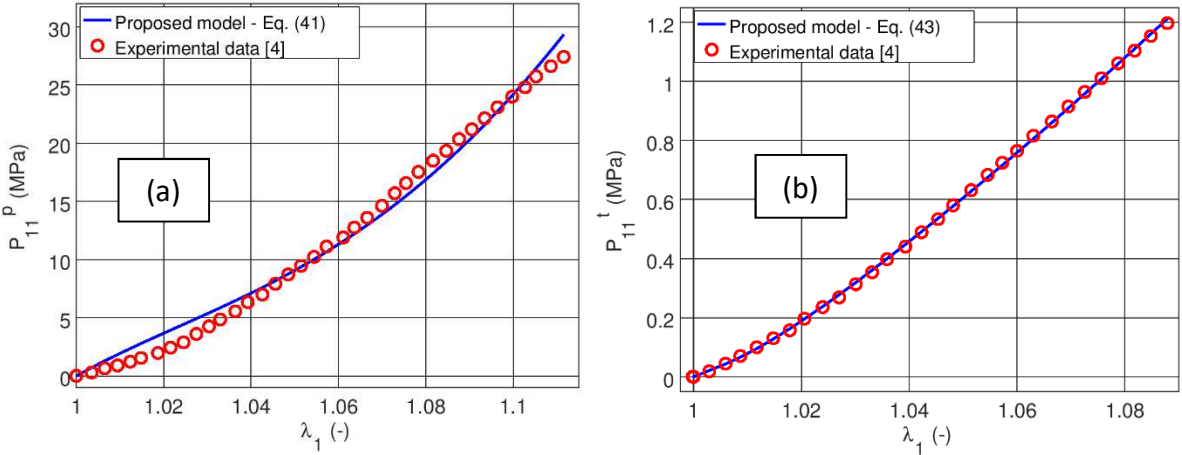 30
25
20
15
10
5
0
P₁₁ᵖ (MPa)
Proposed model - Eq. (41)
Experimental data [4]
(a)
1 1.02 1.04 1.06 1.08 1.1
λ₁ (-)
1.2
1
0.8
0.6
0.4
0.2
0
P₁₁ᵗ (MPa)
Proposed model - Eq. (43)
Experimental data [4]
(b)
1 1.02 1.04 1.06 1.08
λ₁ (-)